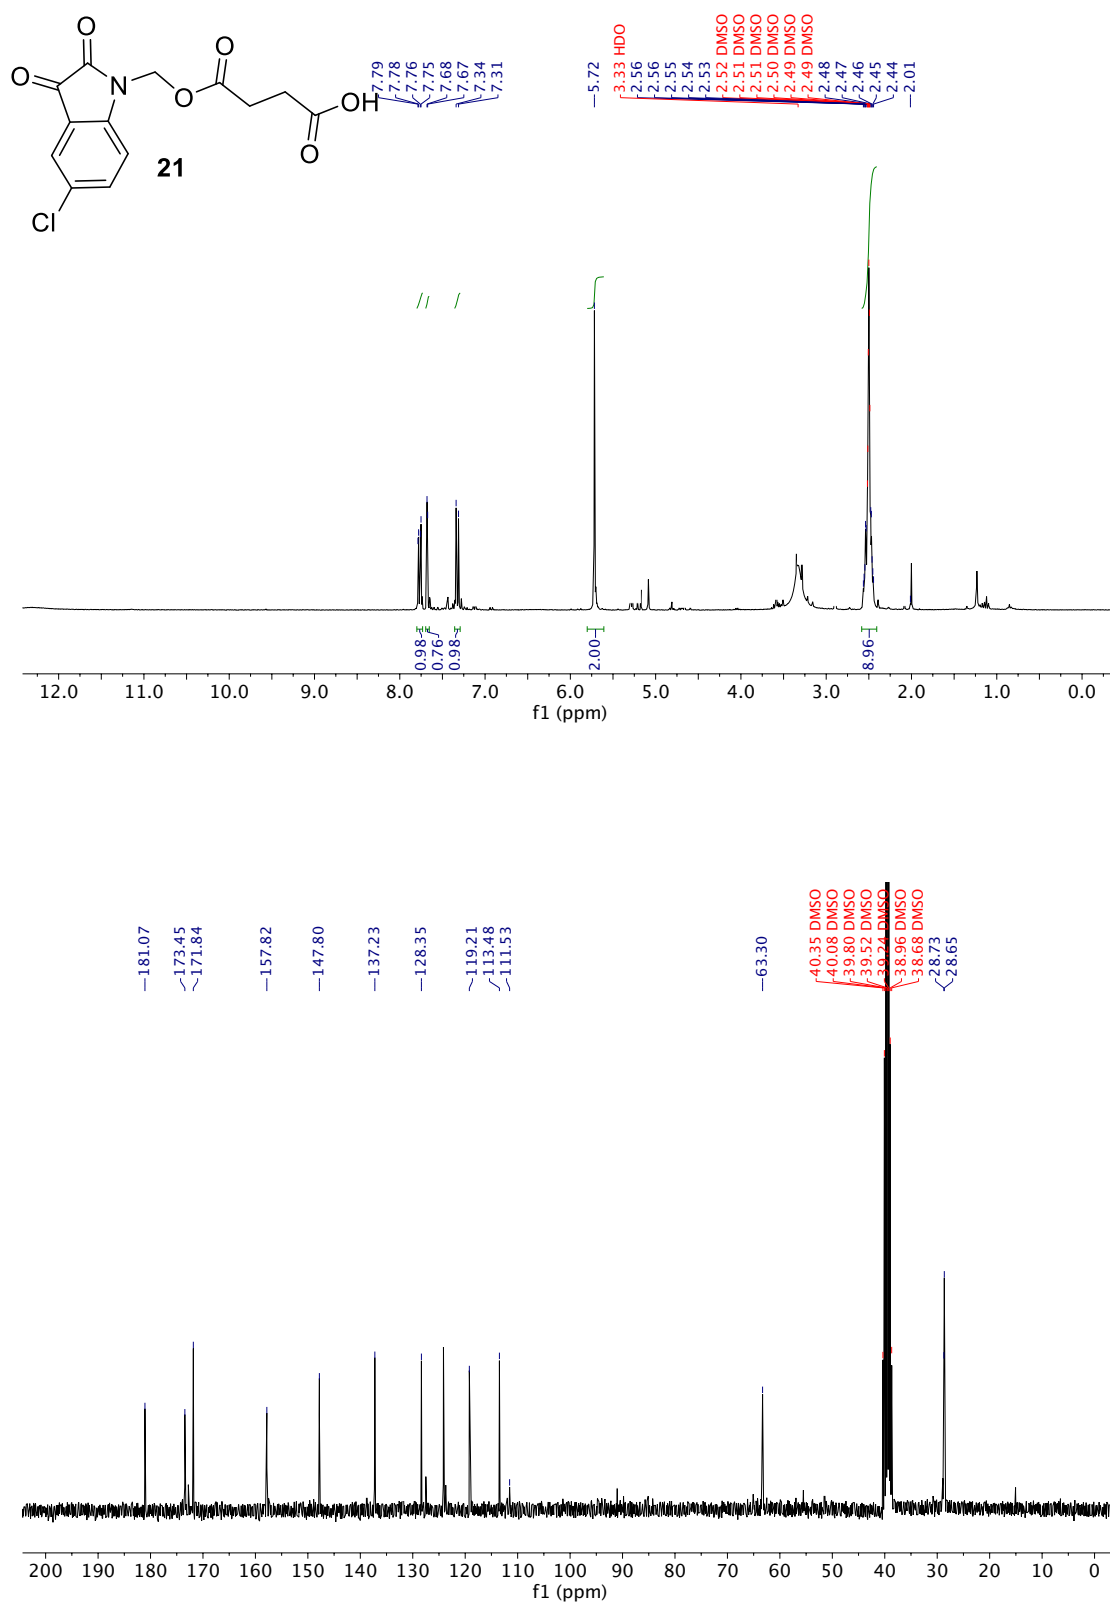 O
O
N
O
O
OH
O
Cl
21
7.79
7.78
7.76
7.75
7.68
7.67
7.34
7.31
5.72
3.33 HDO
2.56
2.56
2.55
2.54
2.53
2.52 DMSO
2.51 DMSO
2.51 DMSO
2.50 DMSO
2.49 DMSO
2.49 DMSO
2.48
2.47
2.46
2.45
2.44
2.01
0.98
0.76
0.98
2.00
8.96
12.0 11.0 10.0 9.0 8.0 7.0 6.0 5.0 4.0 3.0 2.0 1.0 0.0
f1 (ppm)
181.07
173.45
171.84
157.82
147.80
137.23
128.35
119.21
113.48
111.53
63.30
40.35 DMSO
40.08 DMSO
39.80 DMSO
39.52 DMSO
39.24 DMSO
38.96 DMSO
38.68 DMSO
28.73
28.65
200 190 180 170 160 150 140 130 120 110 100 90 80 70 60 50 40 30 20 10 0
f1 (ppm)